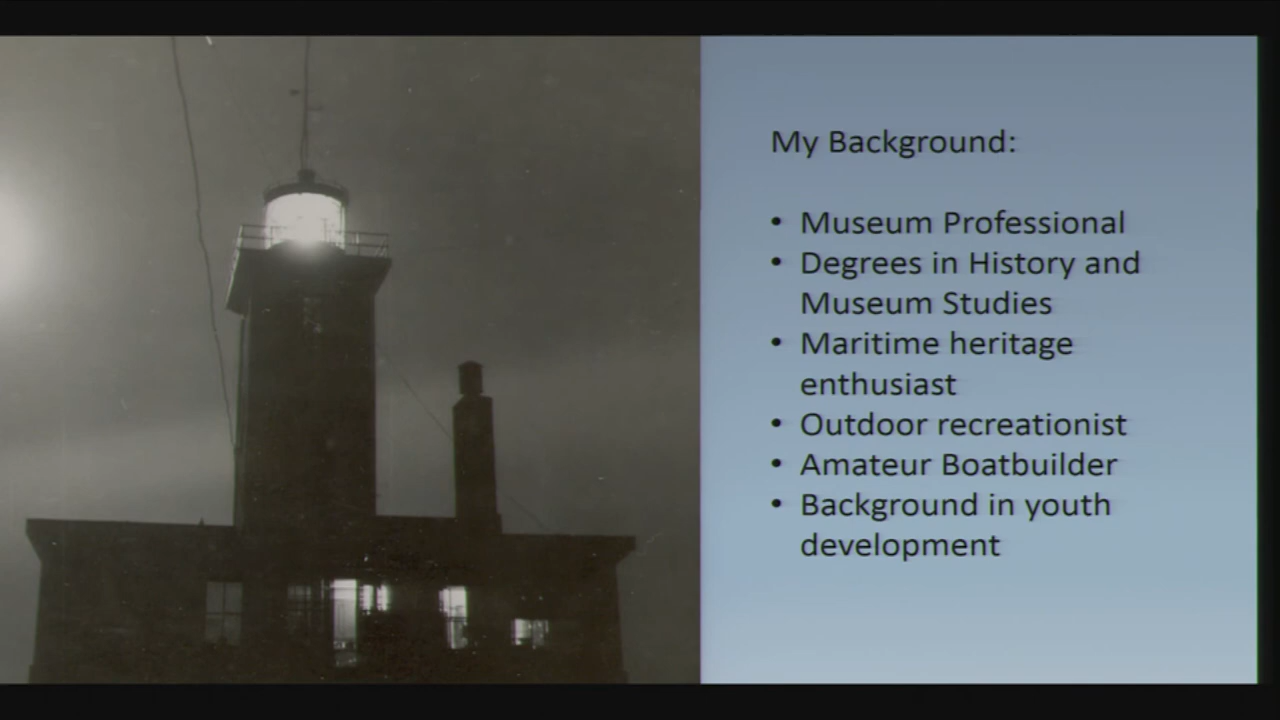 My Background:
• Museum Professional
• Degrees in History and
Museum Studies
• Maritime heritage
enthusiast
• Outdoor recreationist
• Amateur Boatbuilder
• Background in youth
development